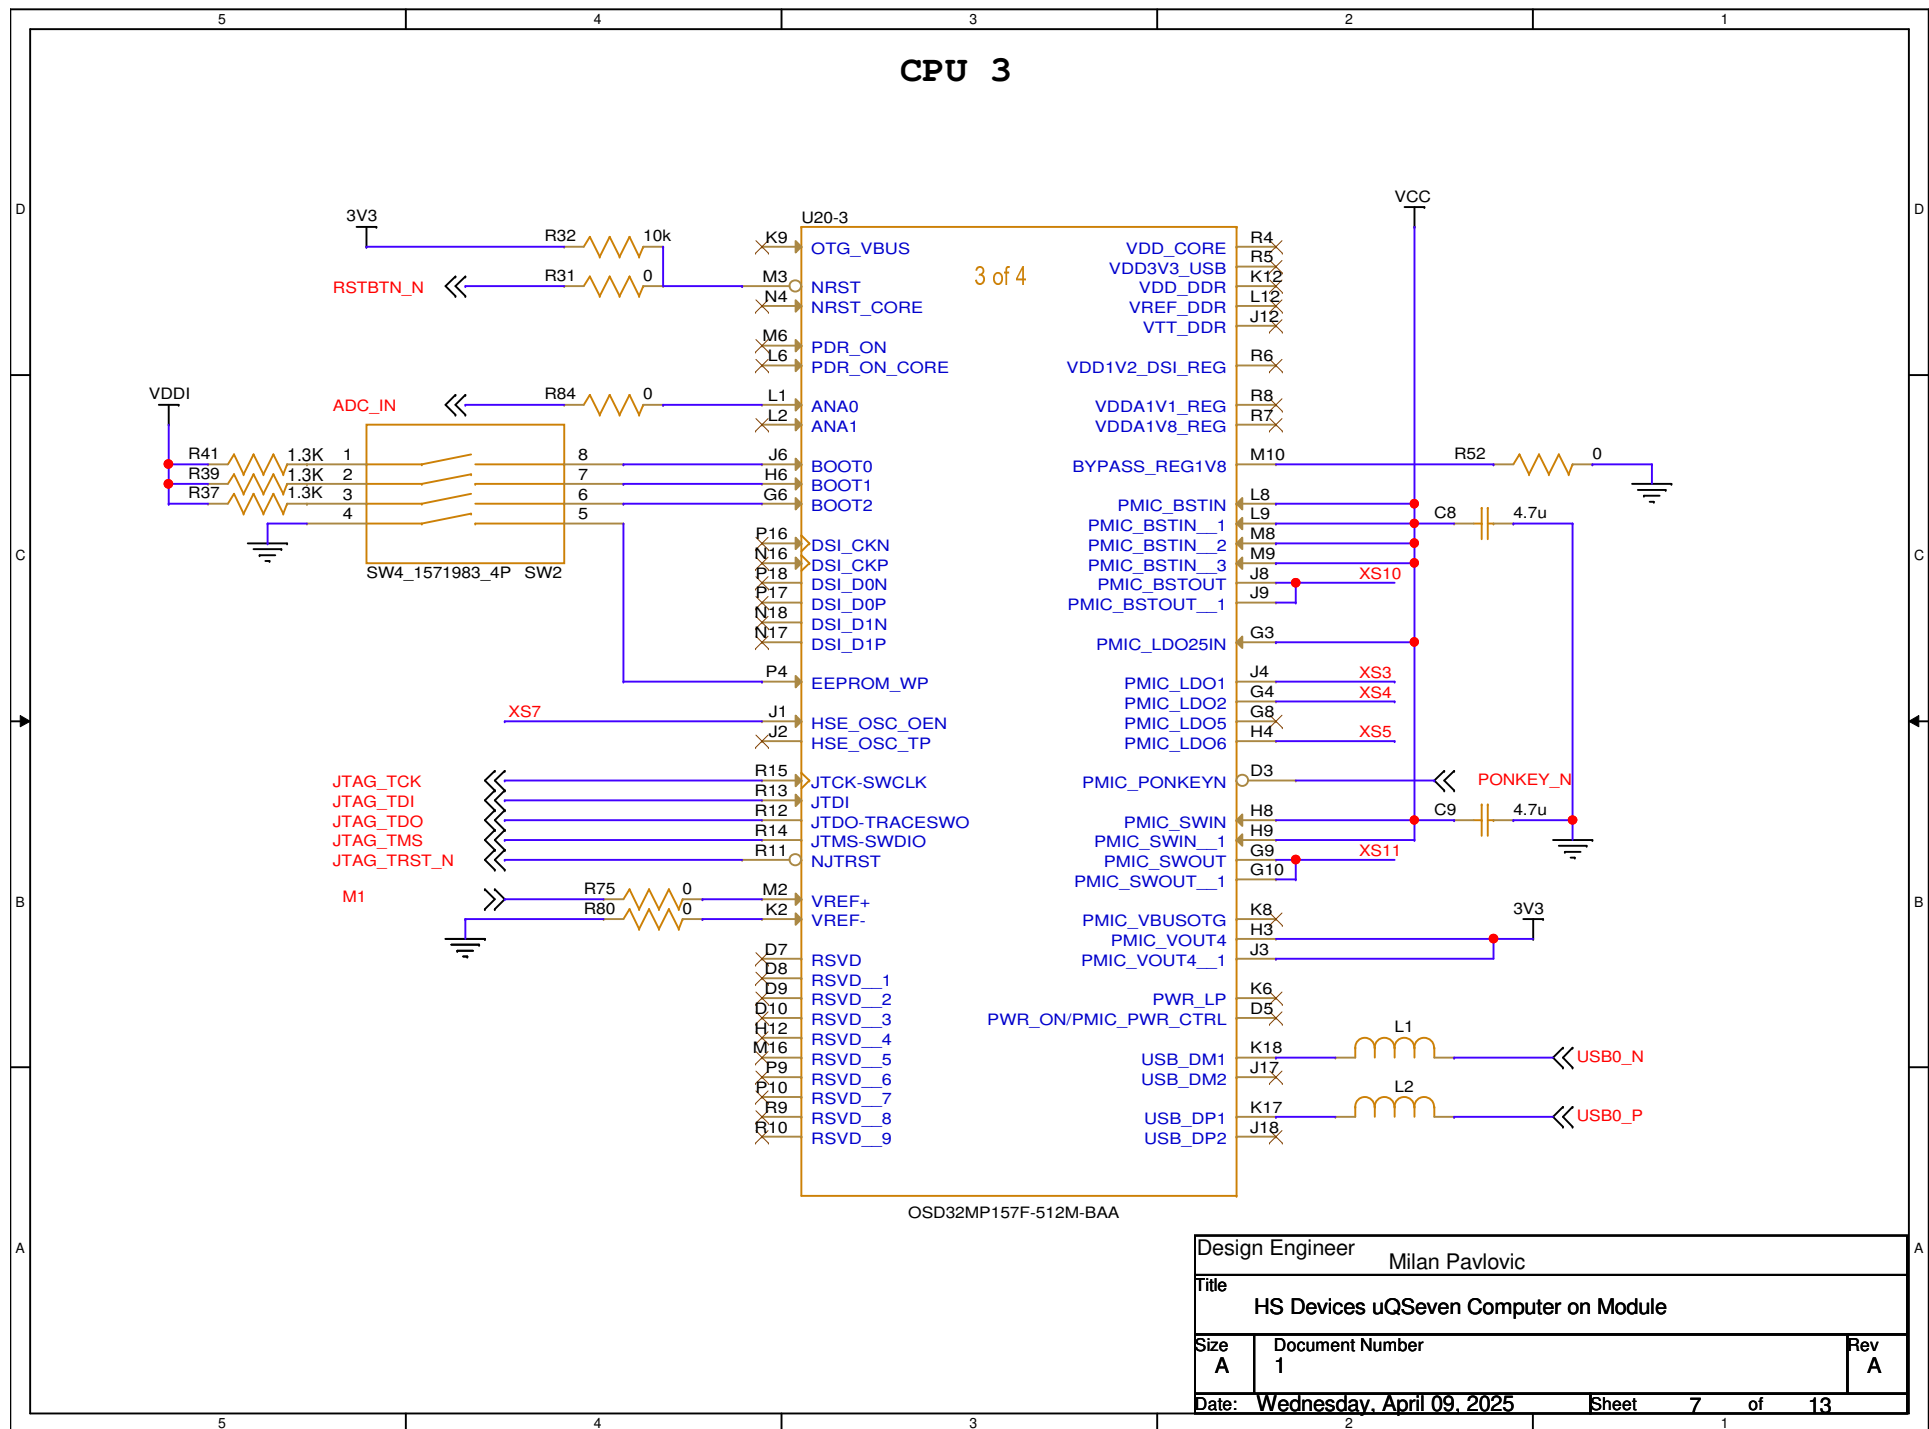 5 4 3 2 1
CPU 3
D
D
C
C
B
B
A
A
3V3
R32 10k
RSTBTN_N
R31 0
VDDI
ADC_IN
R84 0
R41 1.3K 1 8
R39 1.3K 2 7
R37 1.3K 3 6
4 5
SW4_1571983_4P SW2
XS7
JTAG_TCK
JTAG_TDI
JTAG_TDO
JTAG_TMS
JTAG_TRST_N
M1
R75 0
R80 0
U20-3
3 of 4
K9 OTG_VBUS
M3 NRST
N4 NRST_CORE
M6 PDR_ON
L6 PDR_ON_CORE
L1 ANA0
L2 ANA1
J6 BOOT0
H6 BOOT1
G6 BOOT2
P16 DSI_CKN
N16 DSI_CKP
P18 DSI_D0N
P17 DSI_D0P
N18 DSI_D1N
N17 DSI_D1P
P4 EEPROM_WP
J1 HSE_OSC_OEN
J2 HSE_OSC_TP
R15 JTCK-SWCLK
R13 JTDI
R12 JTDO-TRACESWO
R14 JTMS-SWDIO
R11 NJTRST
M2 VREF+
K2 VREF-
D7 RSVD
D8 RSVD__1
D9 RSVD__2
D10 RSVD__3
H12 RSVD__4
M16 RSVD__5
P9 RSVD__6
P10 RSVD__7
R9 RSVD__8
R10 RSVD__9
VDD_CORE R4
VDD3V3_USB R5
VDD_DDR K12
VREF_DDR L12
VTT_DDR J12
VDD1V2_DSI_REG R6
VDDA1V1_REG R8
VDDA1V8_REG R7
BYPASS_REG1V8 M10
PMIC_BSTIN L8
PMIC_BSTIN__1 L9
PMIC_BSTIN__2 M8
PMIC_BSTIN__3 M9
PMIC_BSTOUT J8 XS10
PMIC_BSTOUT__1 J9
PMIC_LDO25IN G3
PMIC_LDO1 J4 XS3
PMIC_LDO2 G4 XS4
PMIC_LDO5 G8
PMIC_LDO6 H4 XS5
PMIC_PONKEYN D3 PONKEY_N
PMIC_SWIN H8
PMIC_SWIN__1 H9
PMIC_SWOUT G9 XS11
PMIC_SWOUT__1 G10
PMIC_VBUSOTG K8
PMIC_VOUT4 H3
PMIC_VOUT4__1 J3
PWR_LP K6
PWR_ON/PMIC_PWR_CTRL D5
USB_DM1 K18
USB_DM2 J17
USB_DP1 K17
USB_DP2 J18
OSD32MP157F-512M-BAA
VCC
R52 0
C8 4.7u
C9 4.7u
3V3
L1
USB0_N
L2
USB0_P
Design Engineer Milan Pavlovic
Title
HS Devices uQSeven Computer on Module
Size Document Number Rev
A 1 A
Date: Wednesday, April 09, 2025 Sheet 7 of 13
5 4 3 2 1